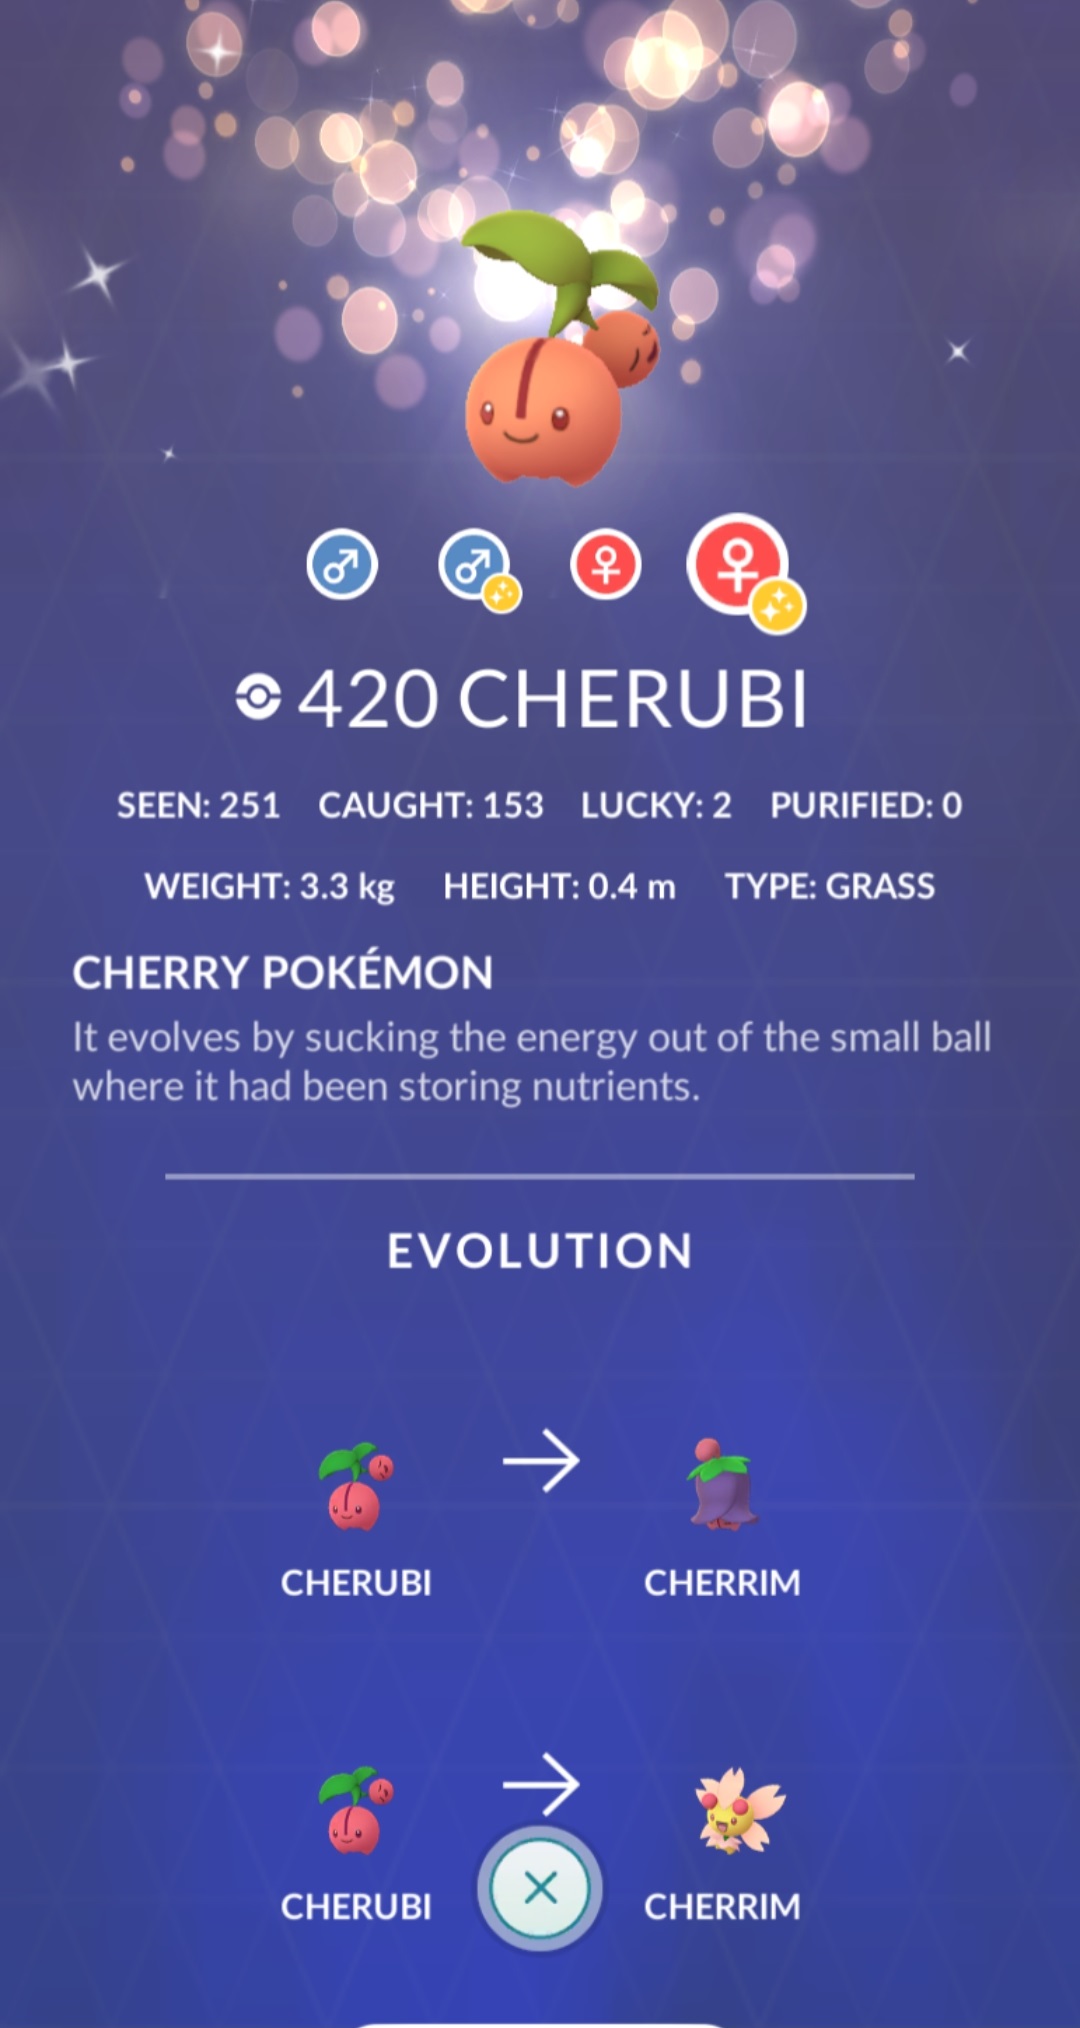 420 CHERUBI
SEEN: 251 CAUGHT: 153 LUCKY: 2 PURIFIED: 0
WEIGHT: 3.3 kg HEIGHT: 0.4 m TYPE: GRASS
CHERRY POKÉMON
It evolves by sucking the energy out of the small ball
where it had been storing nutrients.
EVOLUTION
CHERUBI CHERRIM
CHERUBI CHERRIM